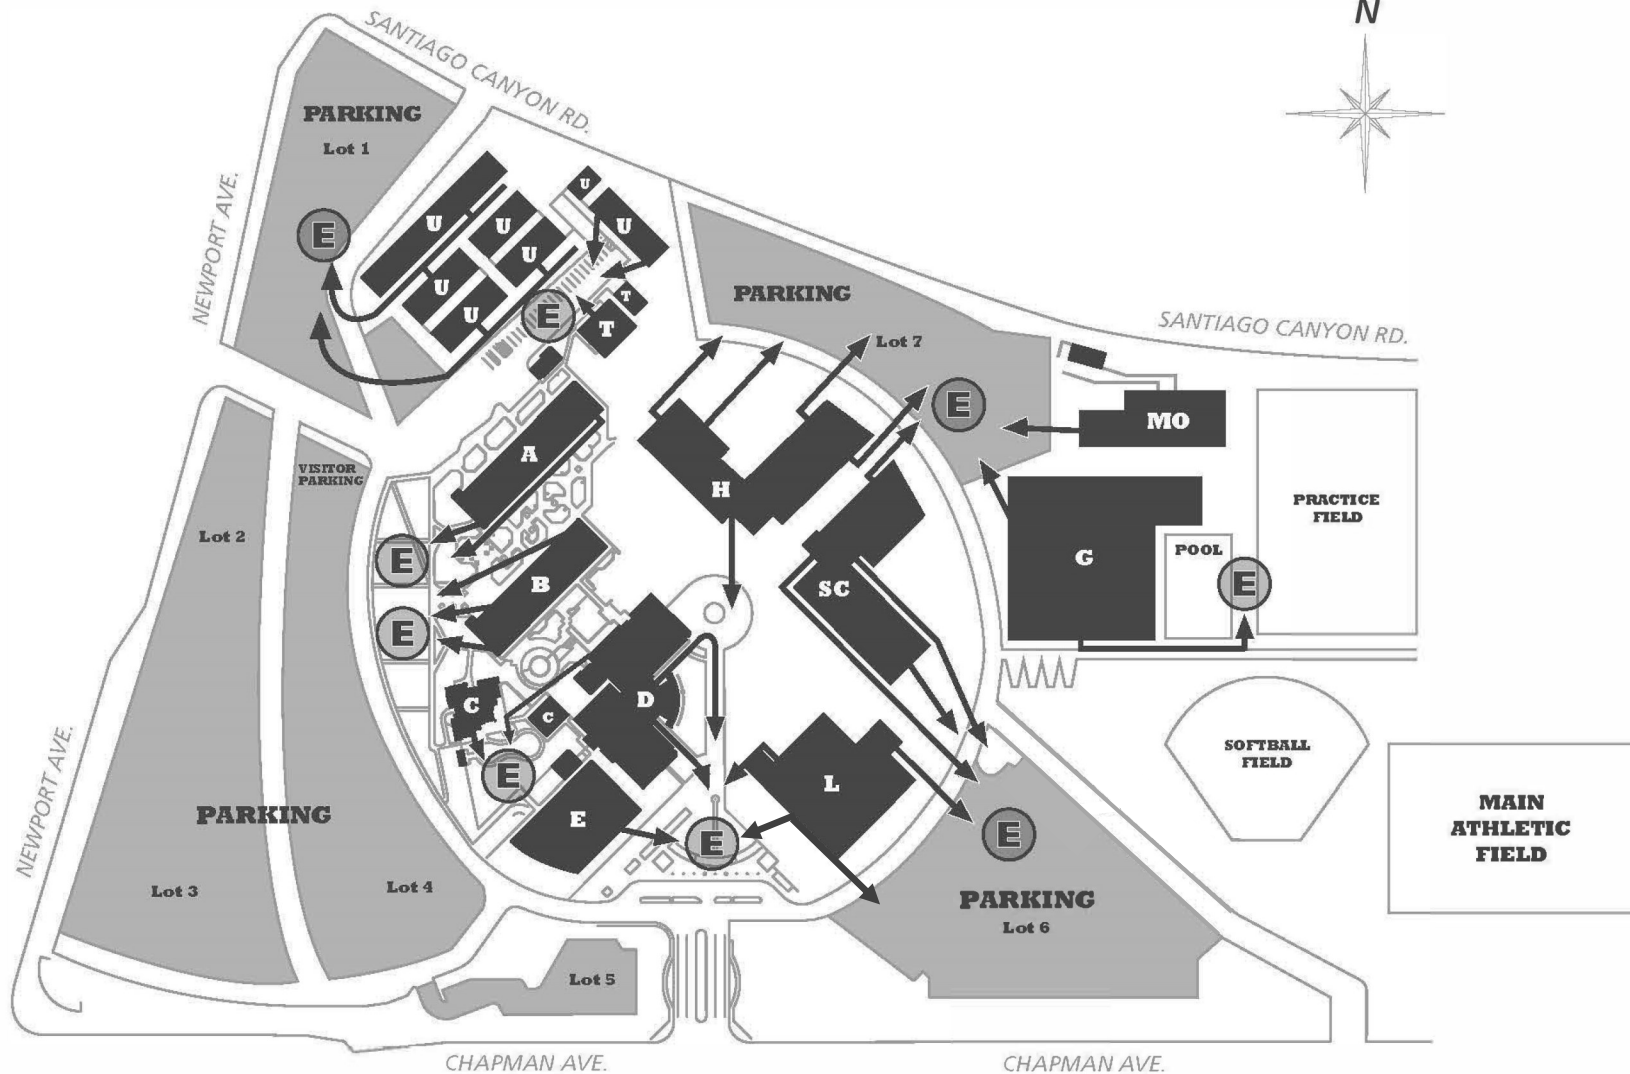 N
SANTIAGO CANYON RD.
PARKING
Lot 1
NEWPORT AVE.
E
U
U
U
U
U
U
U
E
T
T
PARKING
Lot 7
SANTIAGO CANYON RD.
E
MO
A
H
VISITOR
PARKING
Lot 2
PRACTICE
FIELD
POOL
G
E
E
B
SC
E
C
C
D
E
SOFTBALL
FIELD
NEWPORT AVE.
PARKING
L
E
E
E
MAIN
ATHLETIC
FIELD
Lot 3
Lot 4
PARKING
Lot 6
Lot 5
CHAPMAN AVE.
CHAPMAN AVE.